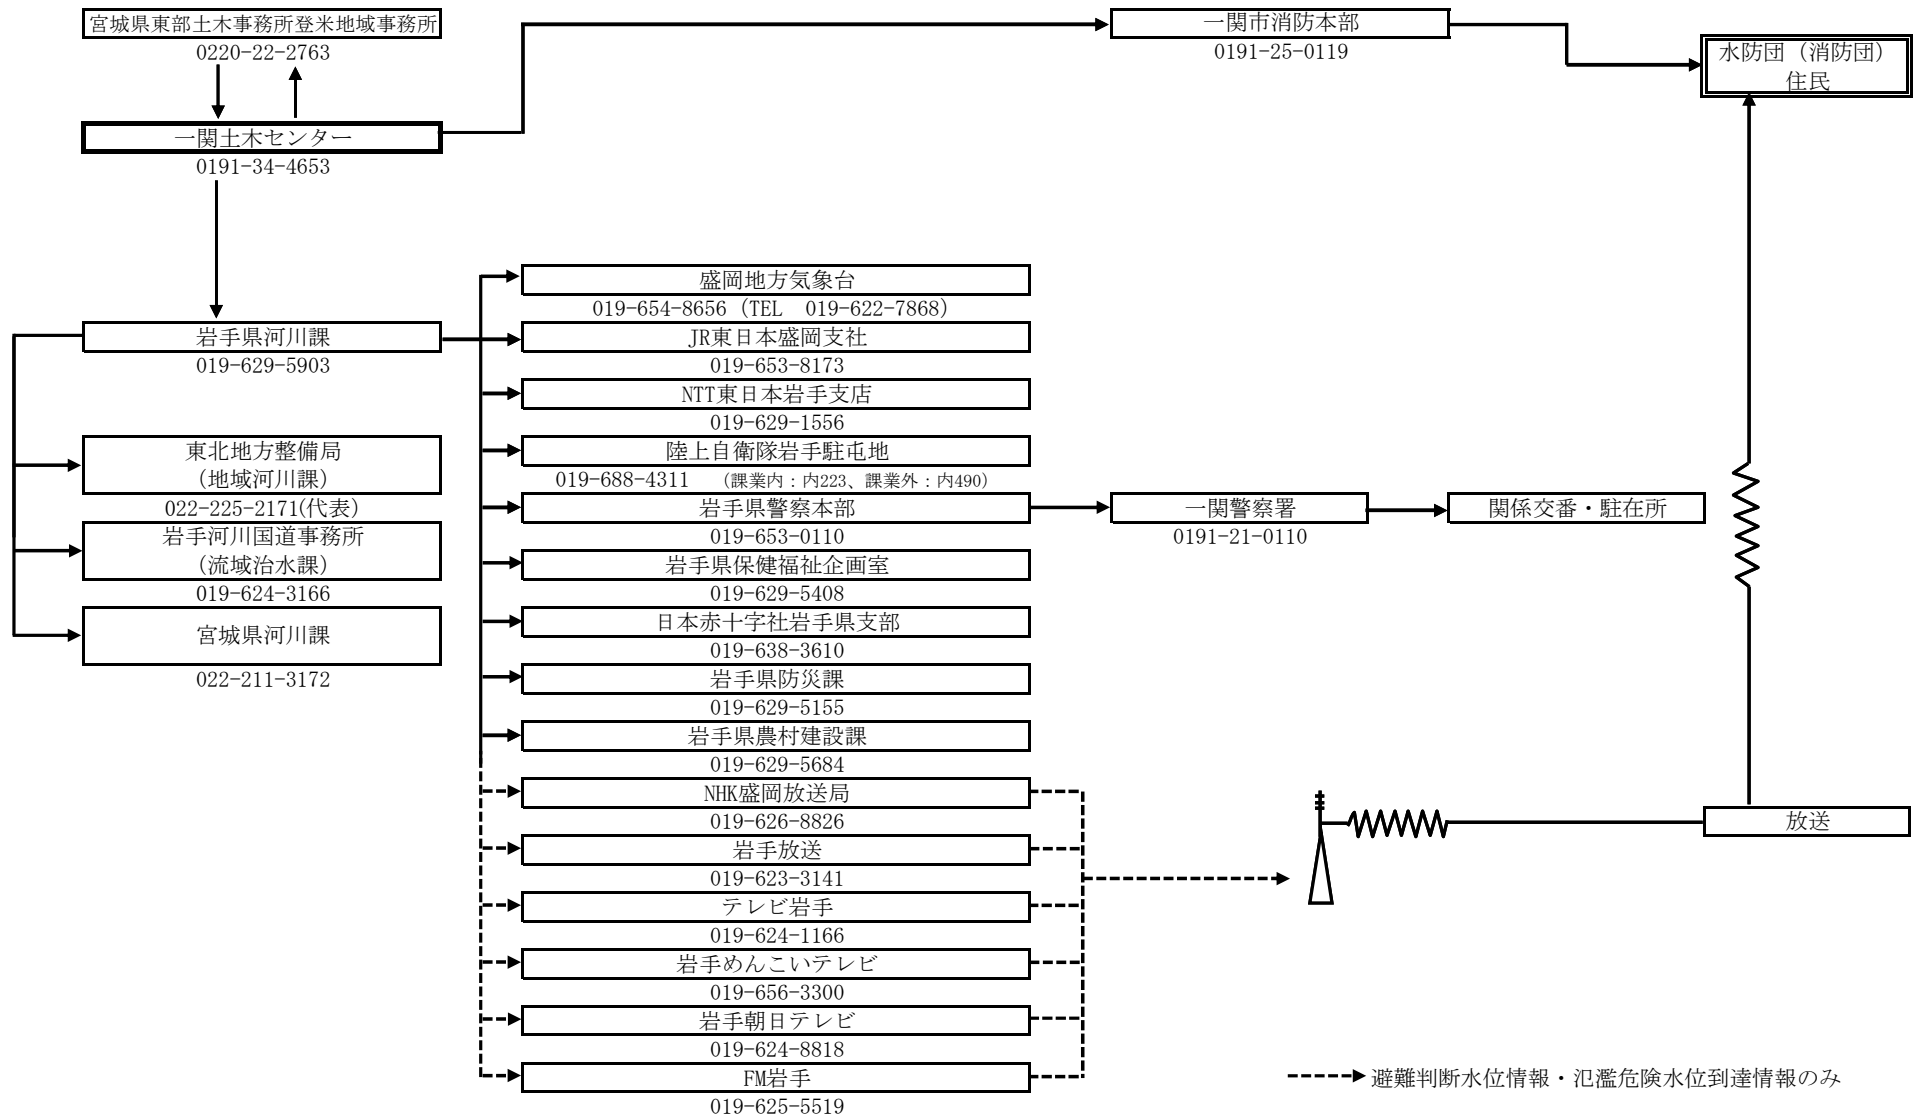 宮城県東部土木事務所登米地域事務所
0220-22-2763
一関土木センター
0191-34-4653
一関市消防本部
0191-25-0119
水防団（消防団）
住民
岩手県河川課
019-629-5903
東北地方整備局
（地域河川課）
022-225-2171(代表）
岩手河川国道事務所
（流域治水課）
019-624-3166
宮城県河川課
022-211-3172
盛岡地方気象台
019-654-8656（TEL　019-622-7868）
JR東日本盛岡支社
019-653-8173
NTT東日本岩手支店
019-629-1556
陸上自衛隊岩手駐屯地
019-688-4311　（課業内：内223、課業外：内490）
岩手県警察本部
019-653-0110
一関警察署
0191-21-0110
関係交番・駐在所
岩手県保健福祉企画室
019-629-5408
日本赤十字社岩手県支部
019-638-3610
岩手県防災課
019-629-5155
岩手県農村建設課
019-629-5684
NHK盛岡放送局
019-626-8826
岩手放送
019-623-3141
テレビ岩手
019-624-1166
岩手めんこいテレビ
019-656-3300
岩手朝日テレビ
019-624-8818
FM岩手
019-625-5519
放送
避難判断水位情報・氾濫危険水位到達情報のみ